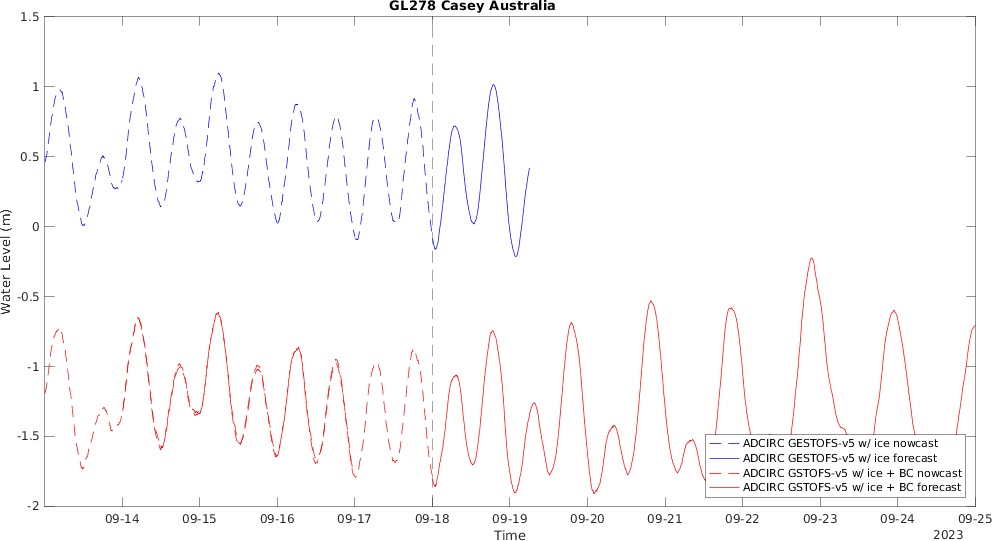 GL278 Casey Australia
Water Level (m)
1.5
1
0.5
0
-0.5
-1
-1.5
-2
ADCIRC GESTOFS-v5 w/ ice nowcast
ADCIRC GESTOFS-v5 w/ ice forecast
ADCIRC GSTOFS-v5 w/ ice + BC nowcast
ADCIRC GSTOFS-v5 w/ ice + BC forecast
09-14 09-15 09-16 09-17 09-18 09-19 09-20 09-21 09-22 09-23 09-24 09-25
Time
2023